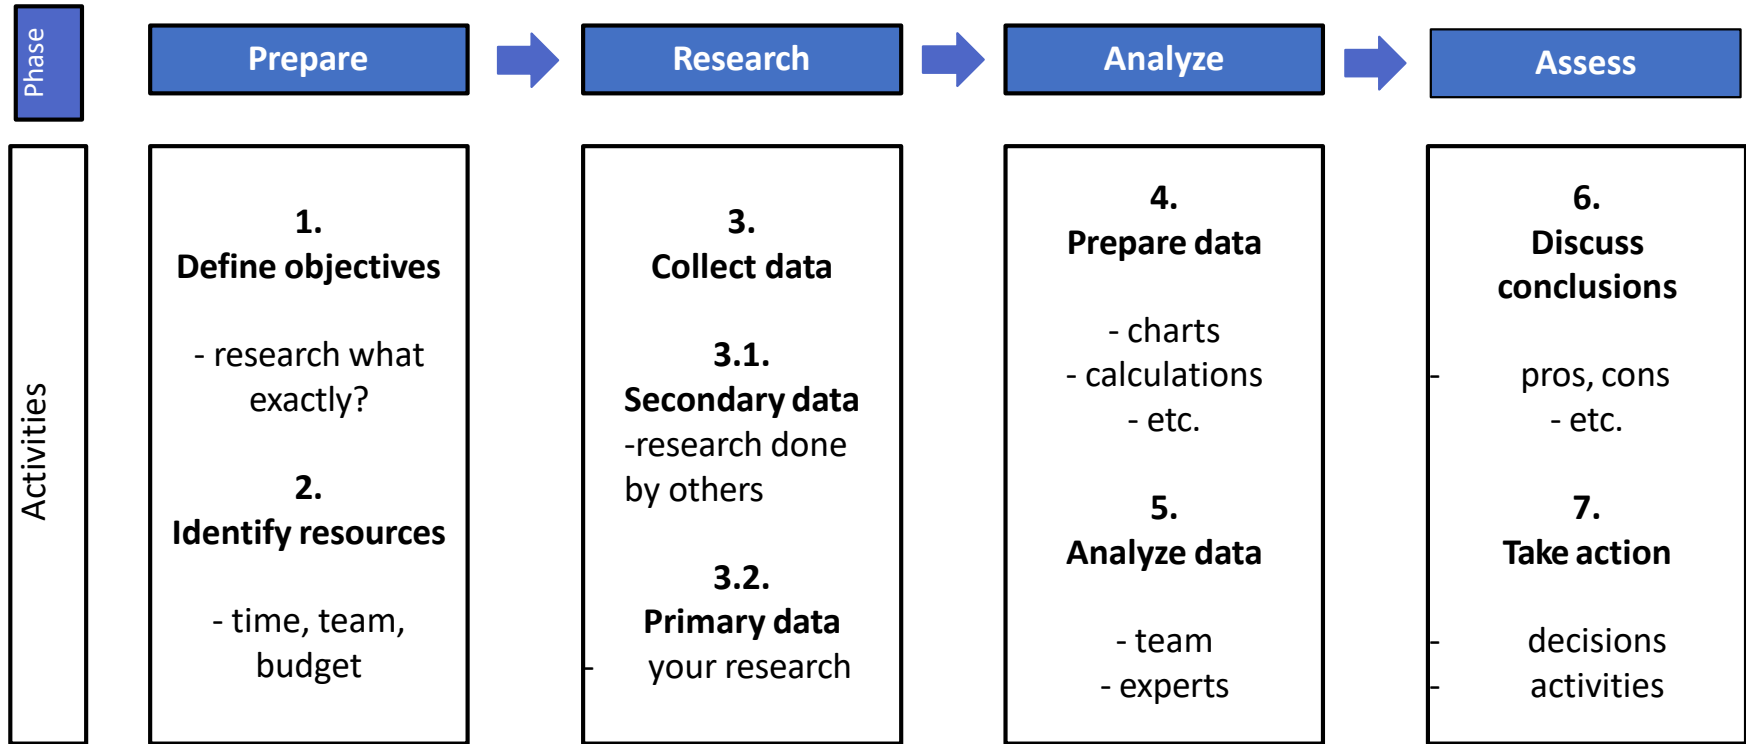 Phase
Prepare
Research
Analyze
Assess
Activities
1.
Define objectives
- research what
exactly?
2.
Identify resources
- time, team,
budget
3.
Collect data
3.1.
Secondary data
-research done
by others
3.2.
Primary data
- your research
4.
Prepare data
- charts
- calculations
- etc.
5.
Analyze data
- team
- experts
6.
Discuss
conclusions
- pros, cons
- etc.
7.
Take action
- decisions
- activities